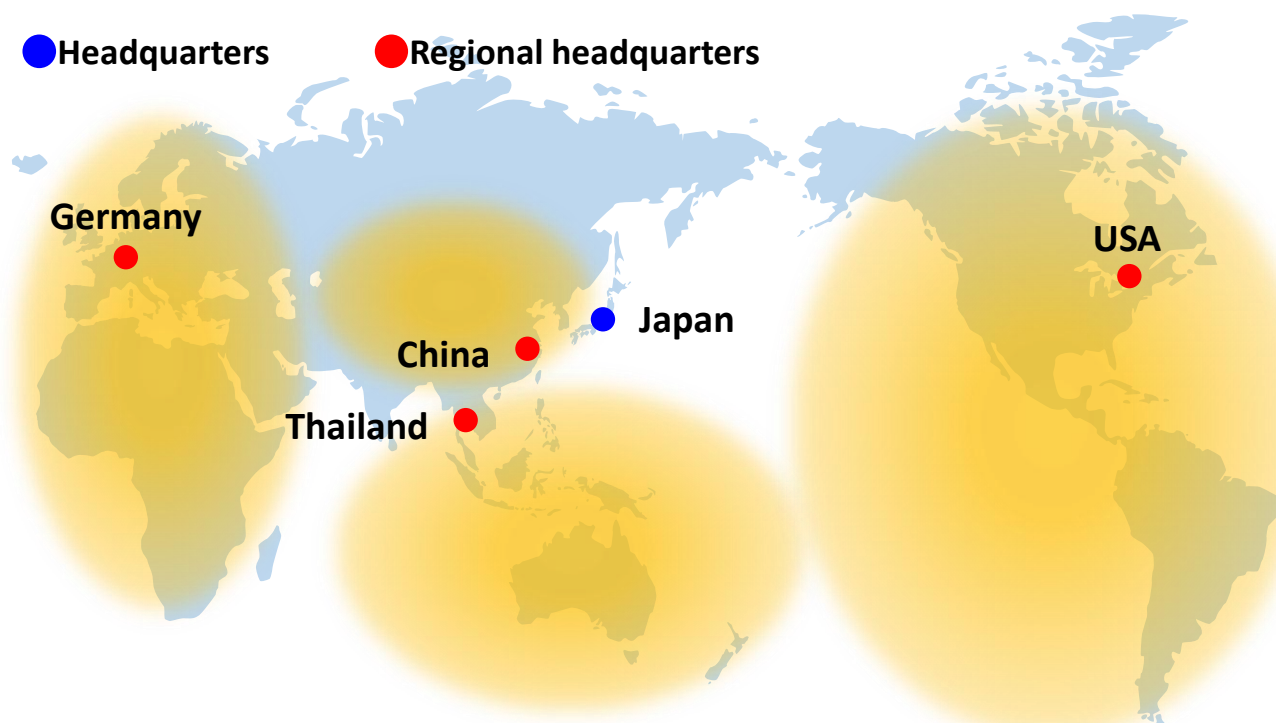 Headquarters
Regional headquarters
Germany
USA
Japan
China
Thailand